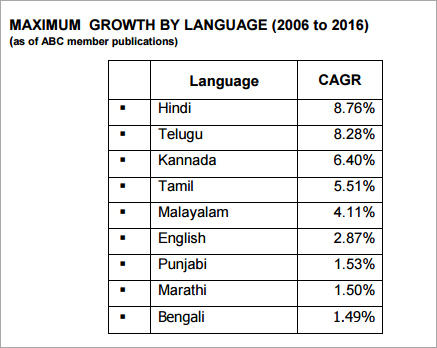 MAXIMUM GROWTH BY LANGUAGE (2006 to 2016)
(as of ABC member publications)
Language CAGR
▪ Hindi 8.76%
▪ Telugu 8.28%
▪ Kannada 6.40%
▪ Tamil 5.51%
▪ Malayalam 4.11%
▪ English 2.87%
▪ Punjabi 1.53%
▪ Marathi 1.50%
▪ Bengali 1.49%